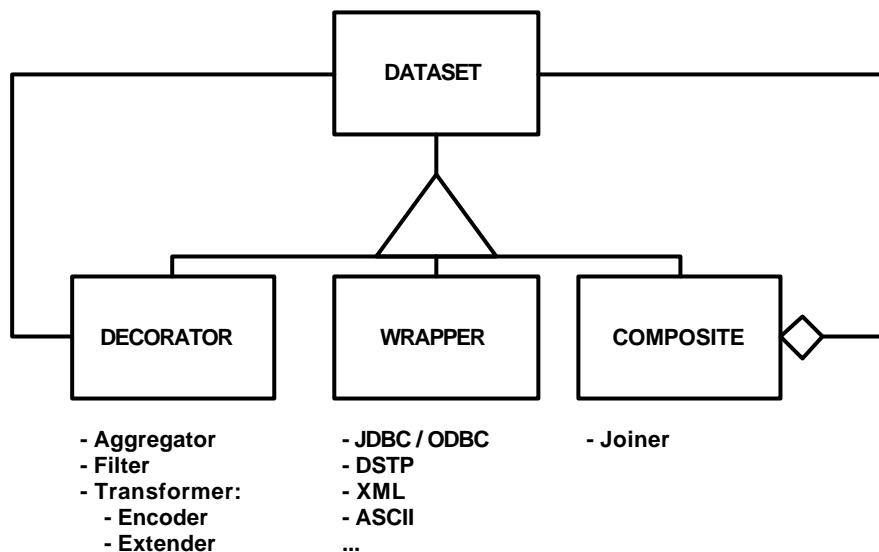 DATASET
DECORATOR
WRAPPER
COMPOSITE
- Aggregator
- Filter
- Transformer:
- Encoder
- Extender
- JDBC / ODBC
- DSTP
- XML
- ASCII
...
- Joiner